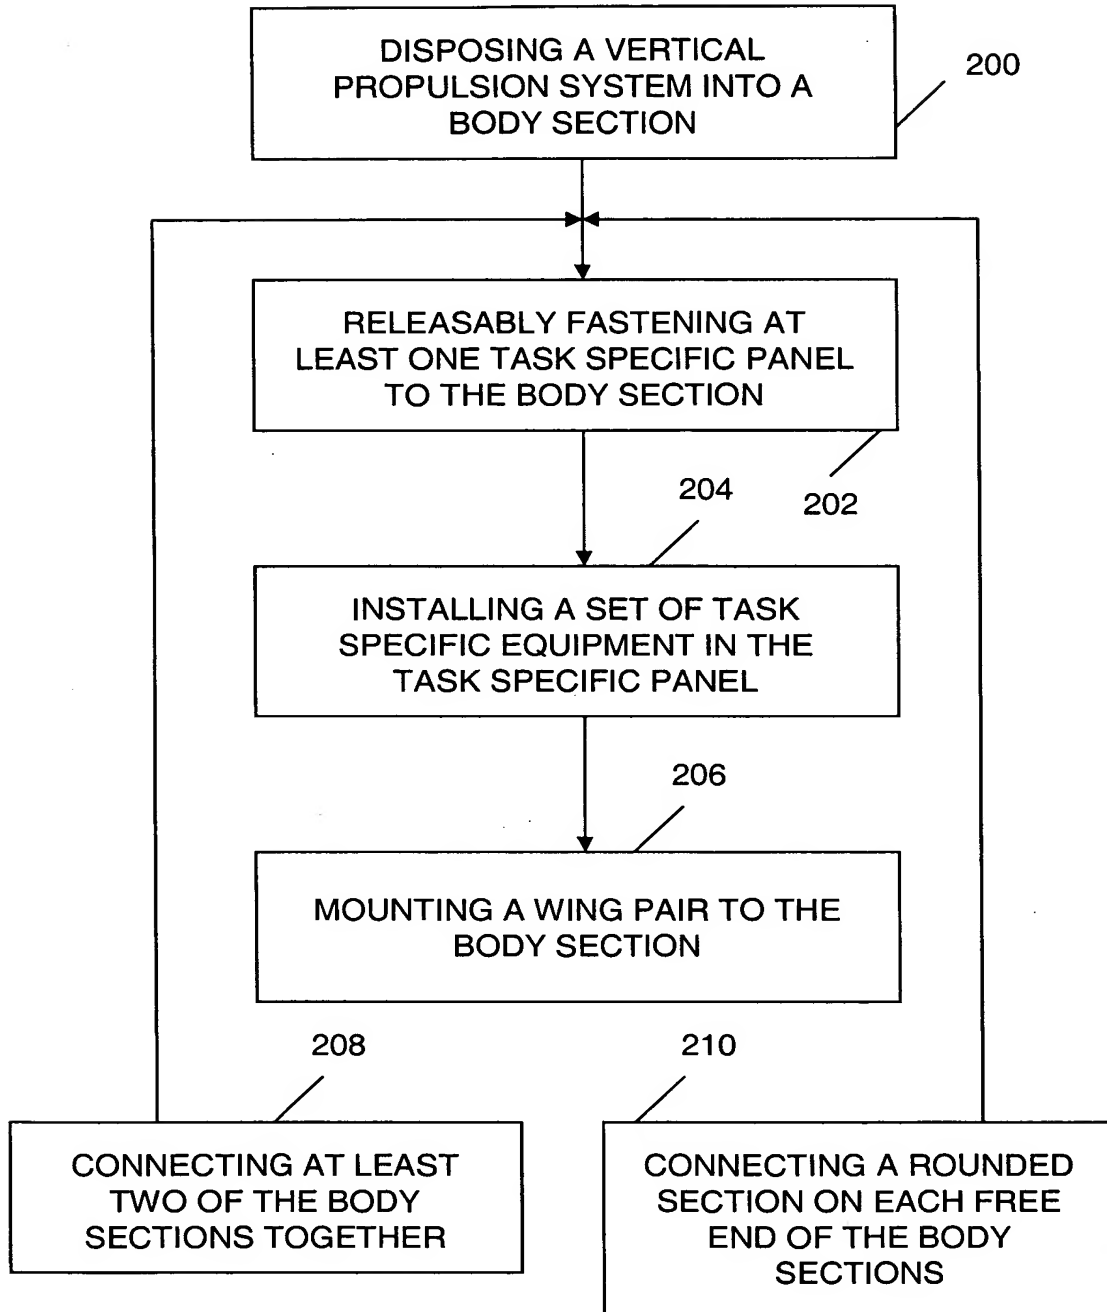 DISPOSING A VERTICAL
PROPULSION SYSTEM INTO A
BODY SECTION
200
RELEASABLY FASTENING AT
LEAST ONE TASK SPECIFIC PANEL
TO THE BODY SECTION
202
204
INSTALLING A SET OF TASK
SPECIFIC EQUIPMENT IN THE
TASK SPECIFIC PANEL
206
MOUNTING A WING PAIR TO THE
BODY SECTION
208
CONNECTING AT LEAST
TWO OF THE BODY
SECTIONS TOGETHER
210
CONNECTING A ROUNDED
SECTION ON EACH FREE
END OF THE BODY
SECTIONS